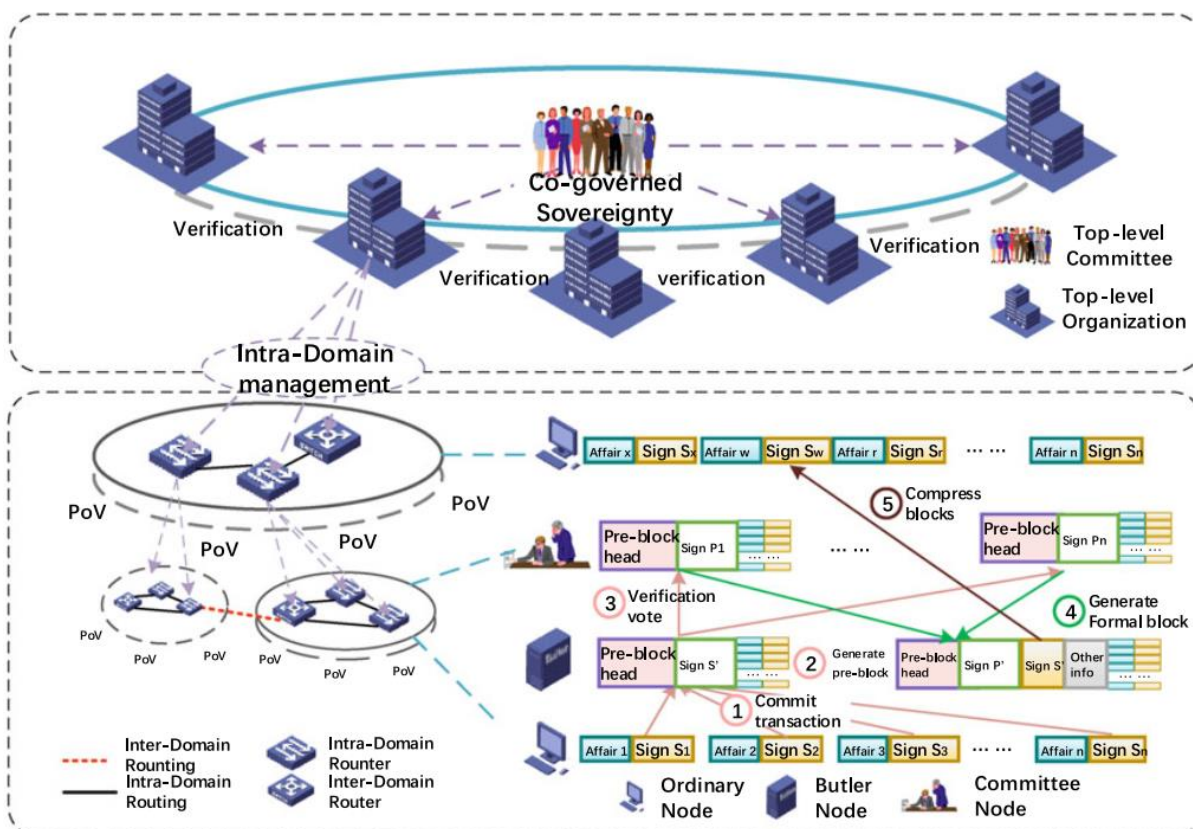 Co-governed
Sovereignty
Verification
Verification
verification
Verification
Top-level
Committee
Top-level
Organization
Intra-Domain
management
PoV
PoV
PoV
PoV
PoV
PoV
PoV
PoV
PoV
PoV
Affair x Sign Sx Affair w Sign Sw Affair r Sign Sr ... ... Affair n Sign Sn
5 Compress
blocks
Pre-block
head
Sign P1
... ...
... ...
Pre-block
head
Sign Pn
... ...
3 Verification
vote
4 Generate
Formal block
Pre-block
head
Sign S'
... ...
2 Generate
pre-block
Pre-block
head
Sign P'
Sign S'
Other
info
... ...
1 Commit
transaction
Affair 1 Sign S1 Affair 2 Sign S2 Affair 3 Sign S3 ... ... Affair n Sign Sn
Inter-Domain
Rounting
Intra-Domain
Routing
Intra-Domain
Rounter
Inter-Domain
Router
Ordinary
Node
Butler
Node
Committee
Node